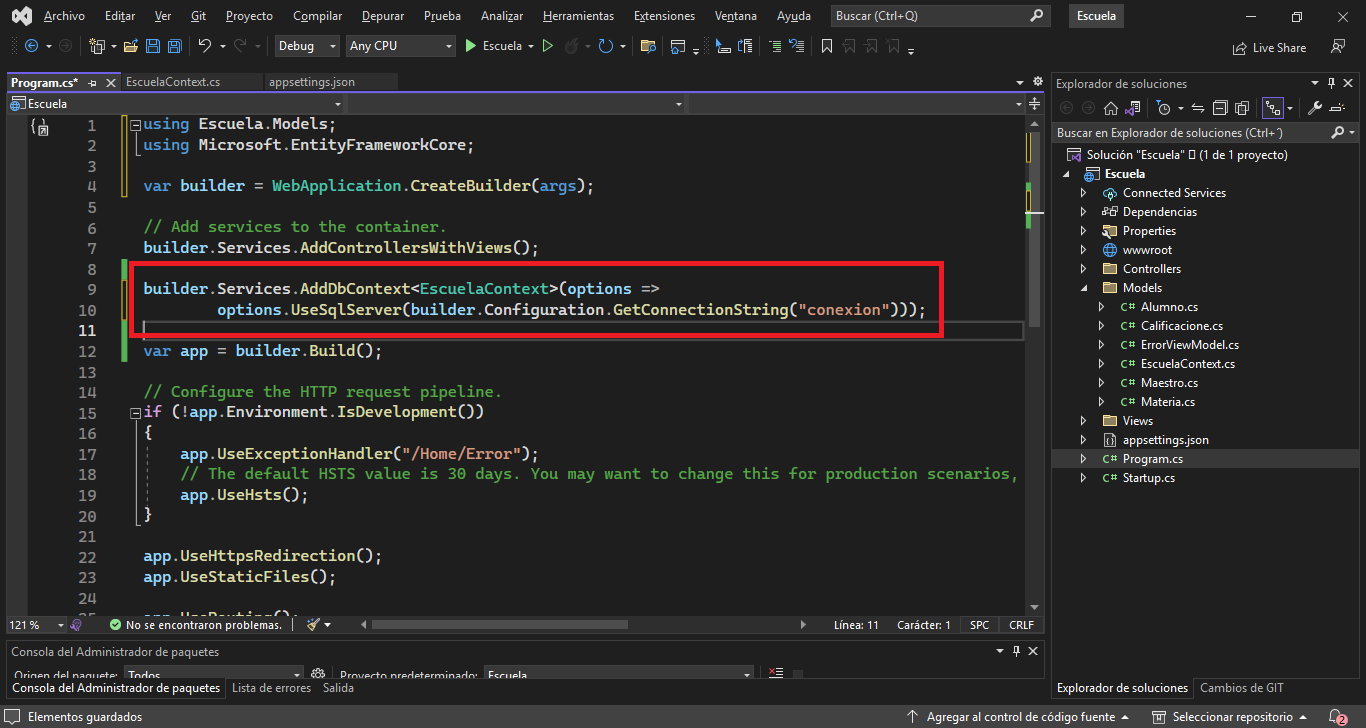 Archivo Editar Ver Git Proyecto Compilar Depurar Prueba Analizar Herramientas Extensiones Ventana Ayuda Buscar (Ctrl+Q) Escuela
Debug Any CPU Escuela Live Share
Program.cs* EscuelaContext.cs appsettings.json
Escuela
1 using Escuela.Models;
2 using Microsoft.EntityFrameworkCore;
3
4 var builder = WebApplication.CreateBuilder(args);
5
6 // Add services to the container.
7 builder.Services.AddControllersWithViews();
8
9 builder.Services.AddDbContext<EscuelaContext>(options =>
10 options.UseSqlServer(builder.Configuration.GetConnectionString("conexion")));
11
12 var app = builder.Build();
13
14 // Configure the HTTP request pipeline.
15 if (!app.Environment.IsDevelopment())
16 {
17 app.UseExceptionHandler("/Home/Error");
18 // The default HSTS value is 30 days. You may want to change this for production scenarios,
19 app.UseHsts();
20 }
21
22 app.UseHttpsRedirection();
23 app.UseStaticFiles();
24
25 app.UseRouting();
121 % No se encontraron problemas. Línea: 11 Carácter: 1 SPC CRLF
Consola del Administrador de paquetes
Origen del paquete: Todos Proyecto predeterminado: Escuela
Consola del Administrador de paquetes Lista de errores Salida
Explorador de soluciones
Buscar en Explorador de soluciones (Ctrl+´)
Solución "Escuela" (1 de 1 proyecto)
Escuela
Connected Services
Dependencias
Properties
wwwroot
Controllers
Models
C# Alumno.cs
C# Calificacione.cs
C# ErrorViewModel.cs
C# EscuelaContext.cs
C# Maestro.cs
C# Materia.cs
Views
appsettings.json
C# Program.cs
C# Startup.cs
Explorador de soluciones Cambios de GIT
Elementos guardados Agregar al control de código fuente Seleccionar repositorio 2